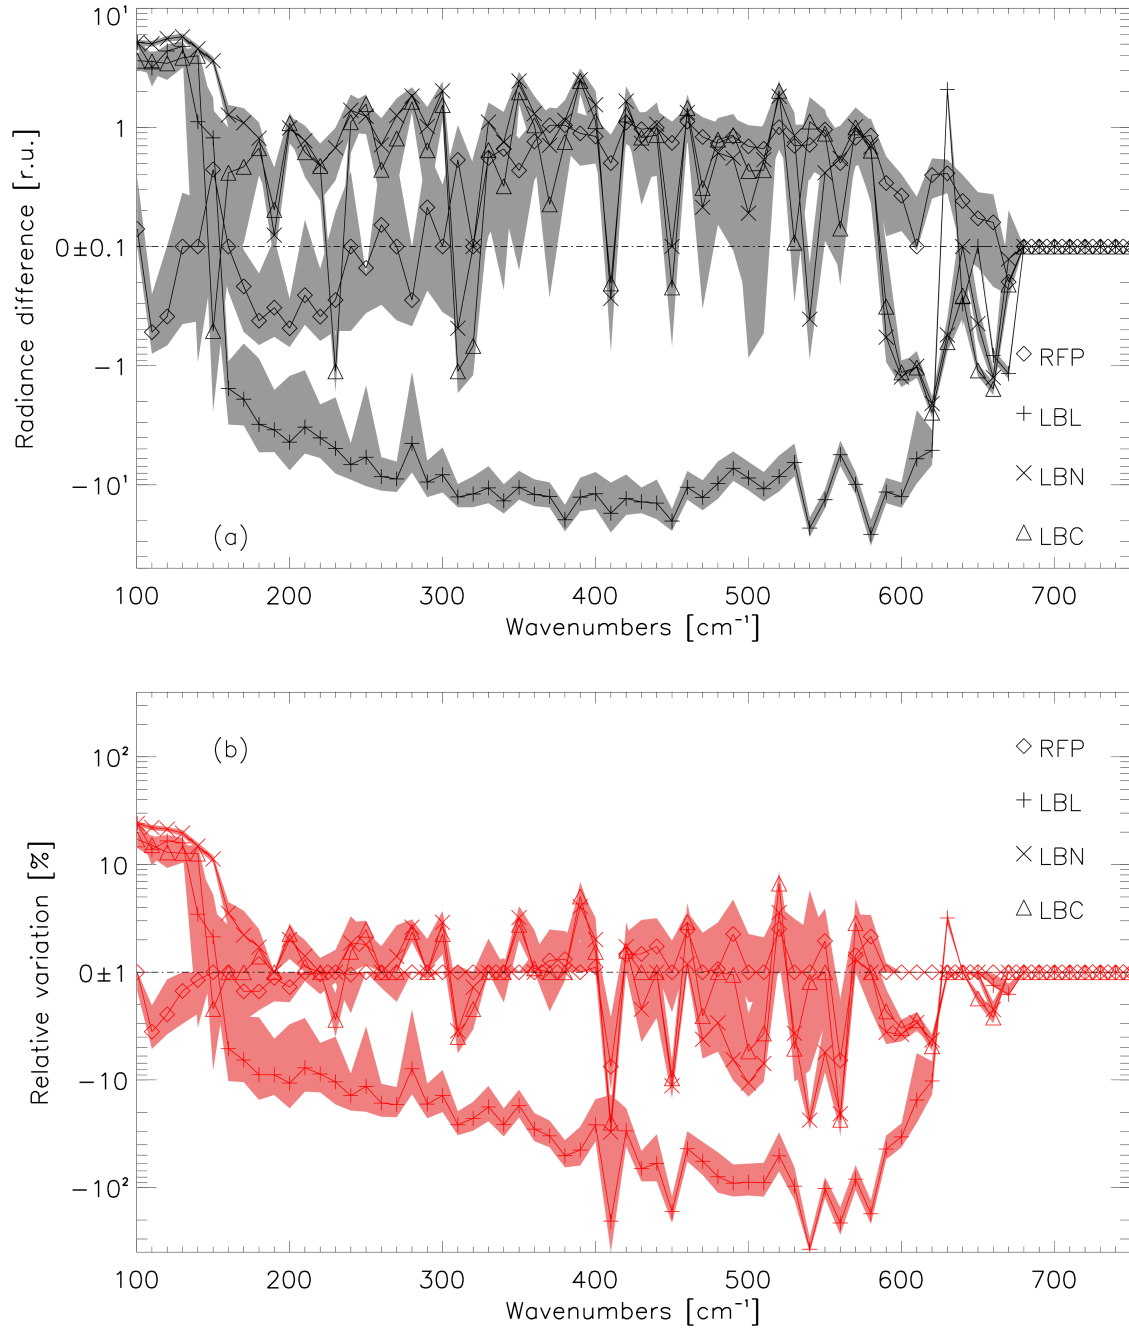 Radiance difference [r.u.]
10¹
1
0±0.1
-1
-10¹
RFP
LBL
LBN
LBC
(a)
100 200 300 400 500 600 700
Wavenumbers [cm⁻¹]
Relative variation [%]
(b)
10²
10
0±1
-10
-10²
RFP
LBL
LBN
LBC
100 200 300 400 500 600 700
Wavenumbers [cm⁻¹]